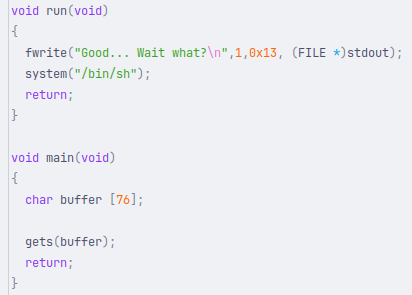 void run(void)
{
  fwrite("Good... Wait what?\n",1,0x13, (FILE *)stdout);
  system("/bin/sh");
  return;
}

void main(void)
{
  char buffer [76];

  gets(buffer);
  return;
}